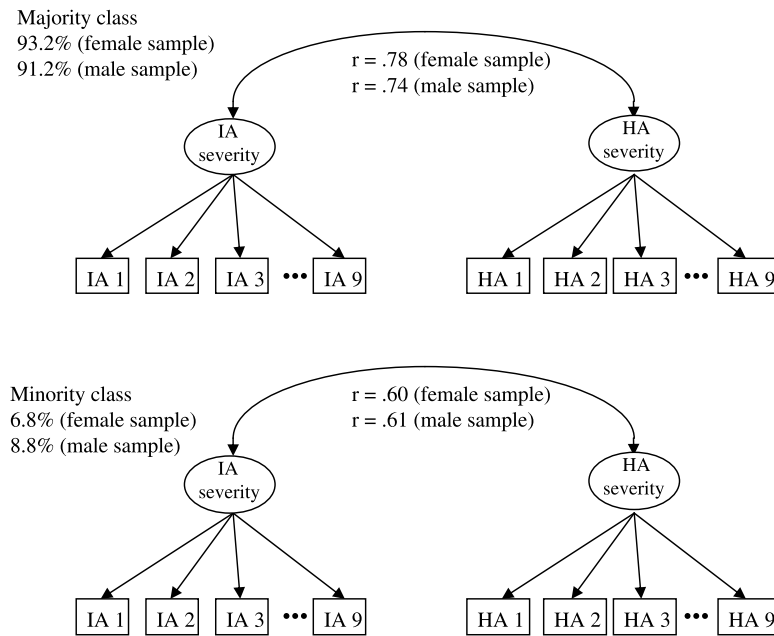 Majority class
93.2% (female sample)
91.2% (male sample)
r = .78 (female sample)
r = .74 (male sample)
IA
severity
HA
severity
IA 1 IA 2 IA 3 ••• IA 9 HA 1 HA 2 HA 3 ••• HA 9
Minority class
6.8% (female sample)
8.8% (male sample)
r = .60 (female sample)
r = .61 (male sample)
IA
severity
HA
severity
IA 1 IA 2 IA 3 ••• IA 9 HA 1 HA 2 HA 3 ••• HA 9